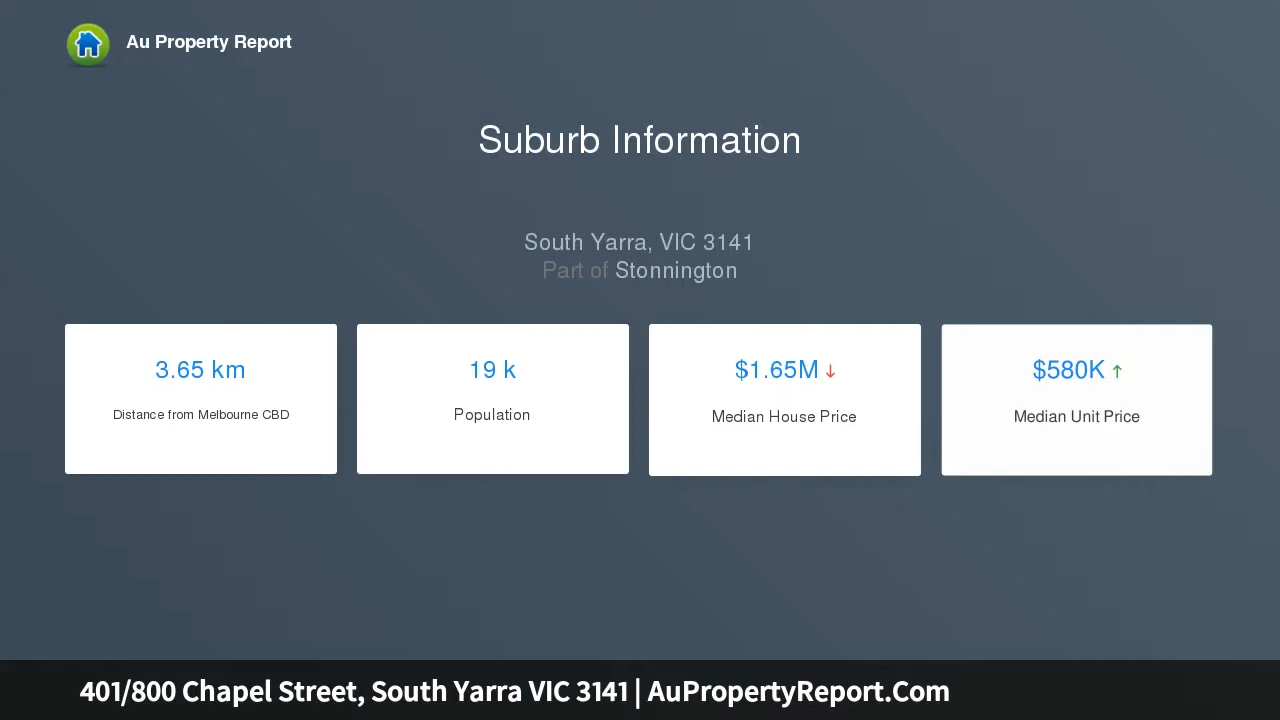 Au Property Report
Suburb Information
South Yarra, VIC 3141
Part of Stonnington
3.65 km
Distance from Melbourne CBD
19 k
Population
$1.65M ↓
Median House Price
$580K ↑
Median Unit Price
401/800 Chapel Street, South Yarra VIC 3141 | AuPropertyReport.Com